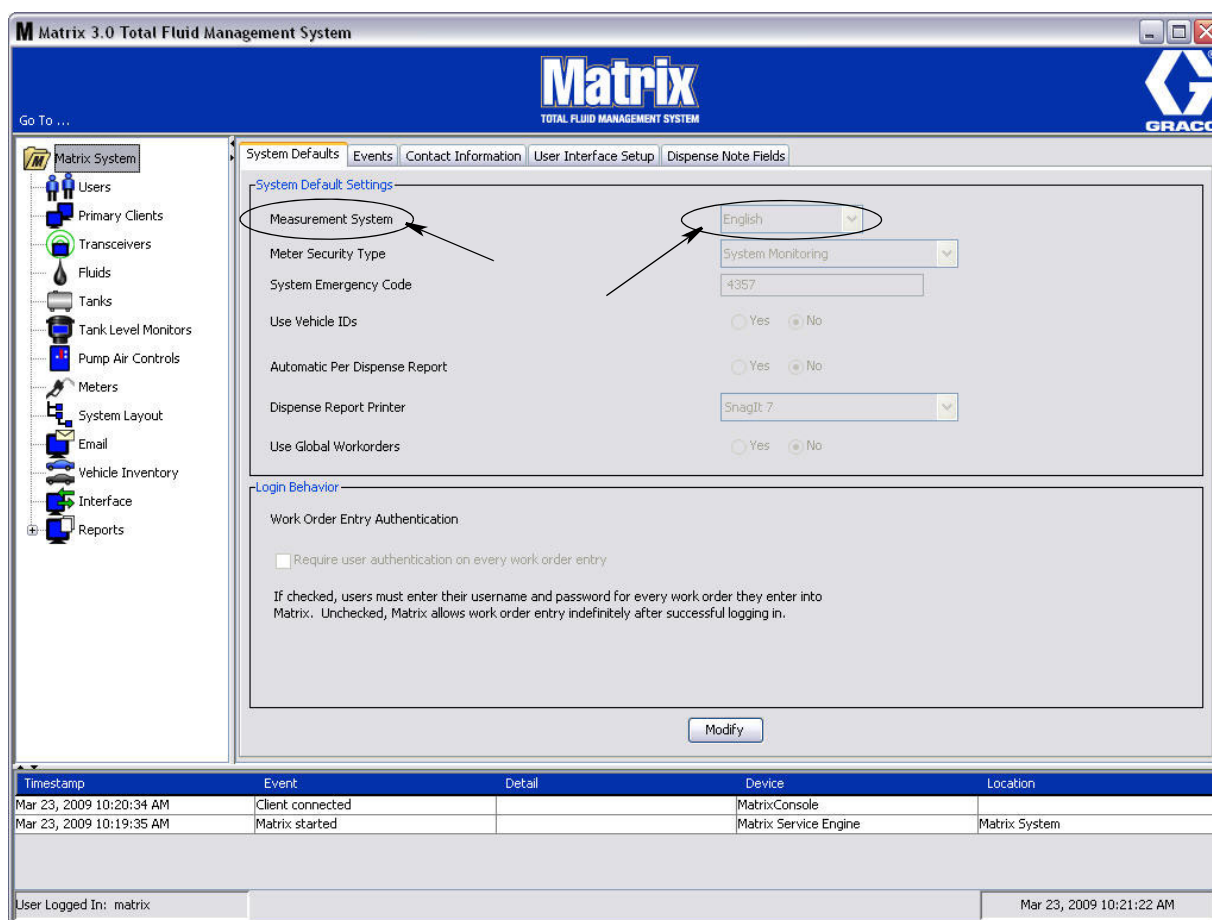 M Matrix 3.0 Total Fluid Management System
Matrix
TOTAL FLUID MANAGEMENT SYSTEM
Go To ...
GRACO
Matrix System
Users
Primary Clients
Transceivers
Fluids
Tanks
Tank Level Monitors
Pump Air Controls
Meters
System Layout
Email
Vehicle Inventory
Interface
Reports
System Defaults Events Contact Information User Interface Setup Dispense Note Fields
System Default Settings
Measurement System English
Meter Security Type System Monitoring
System Emergency Code 4357
Use Vehicle IDs Yes No
Automatic Per Dispense Report Yes No
Dispense Report Printer SnagIt 7
Use Global Workorders Yes No
Login Behavior
Work Order Entry Authentication
Require user authentication on every work order entry
If checked, users must enter their username and password for every work order they enter into
Matrix. Unchecked, Matrix allows work order entry indefinitely after successful logging in.
Modify
Timestamp Event Detail Device Location
Mar 23, 2009 10:20:34 AM Client connected MatrixConsole
Mar 23, 2009 10:19:35 AM Matrix started Matrix Service Engine Matrix System
User Logged In: matrix Mar 23, 2009 10:21:22 AM